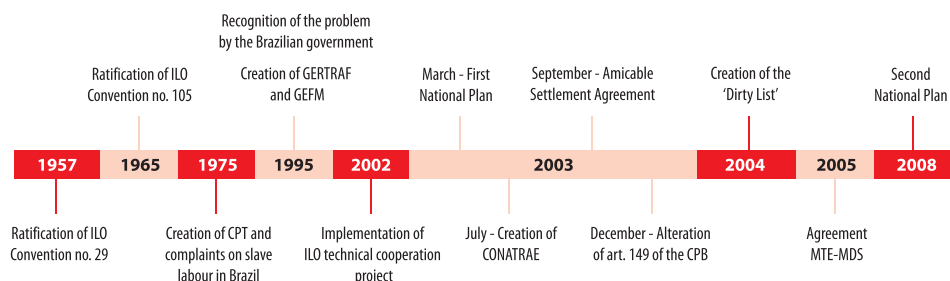 Recognition of the problem
by the Brazilian government
Ratification of ILO
Convention no. 105
Creation of GERTRAF
and GEFM
March - First
National Plan
September - Amicable
Settlement Agreement
Creation of the
‘Dirty List’
Second
National Plan
1957 1965 1975 1995 2002 2003 2004 2005 2008
Ratification of ILO
Convention no. 29
Creation of CPT and
complaints on slave
labour in Brazil
Implementation of
ILO technical cooperation
project
July - Creation of
CONATRAE
December - Alteration
of art. 149 of the CPB
Agreement
MTE-MDS